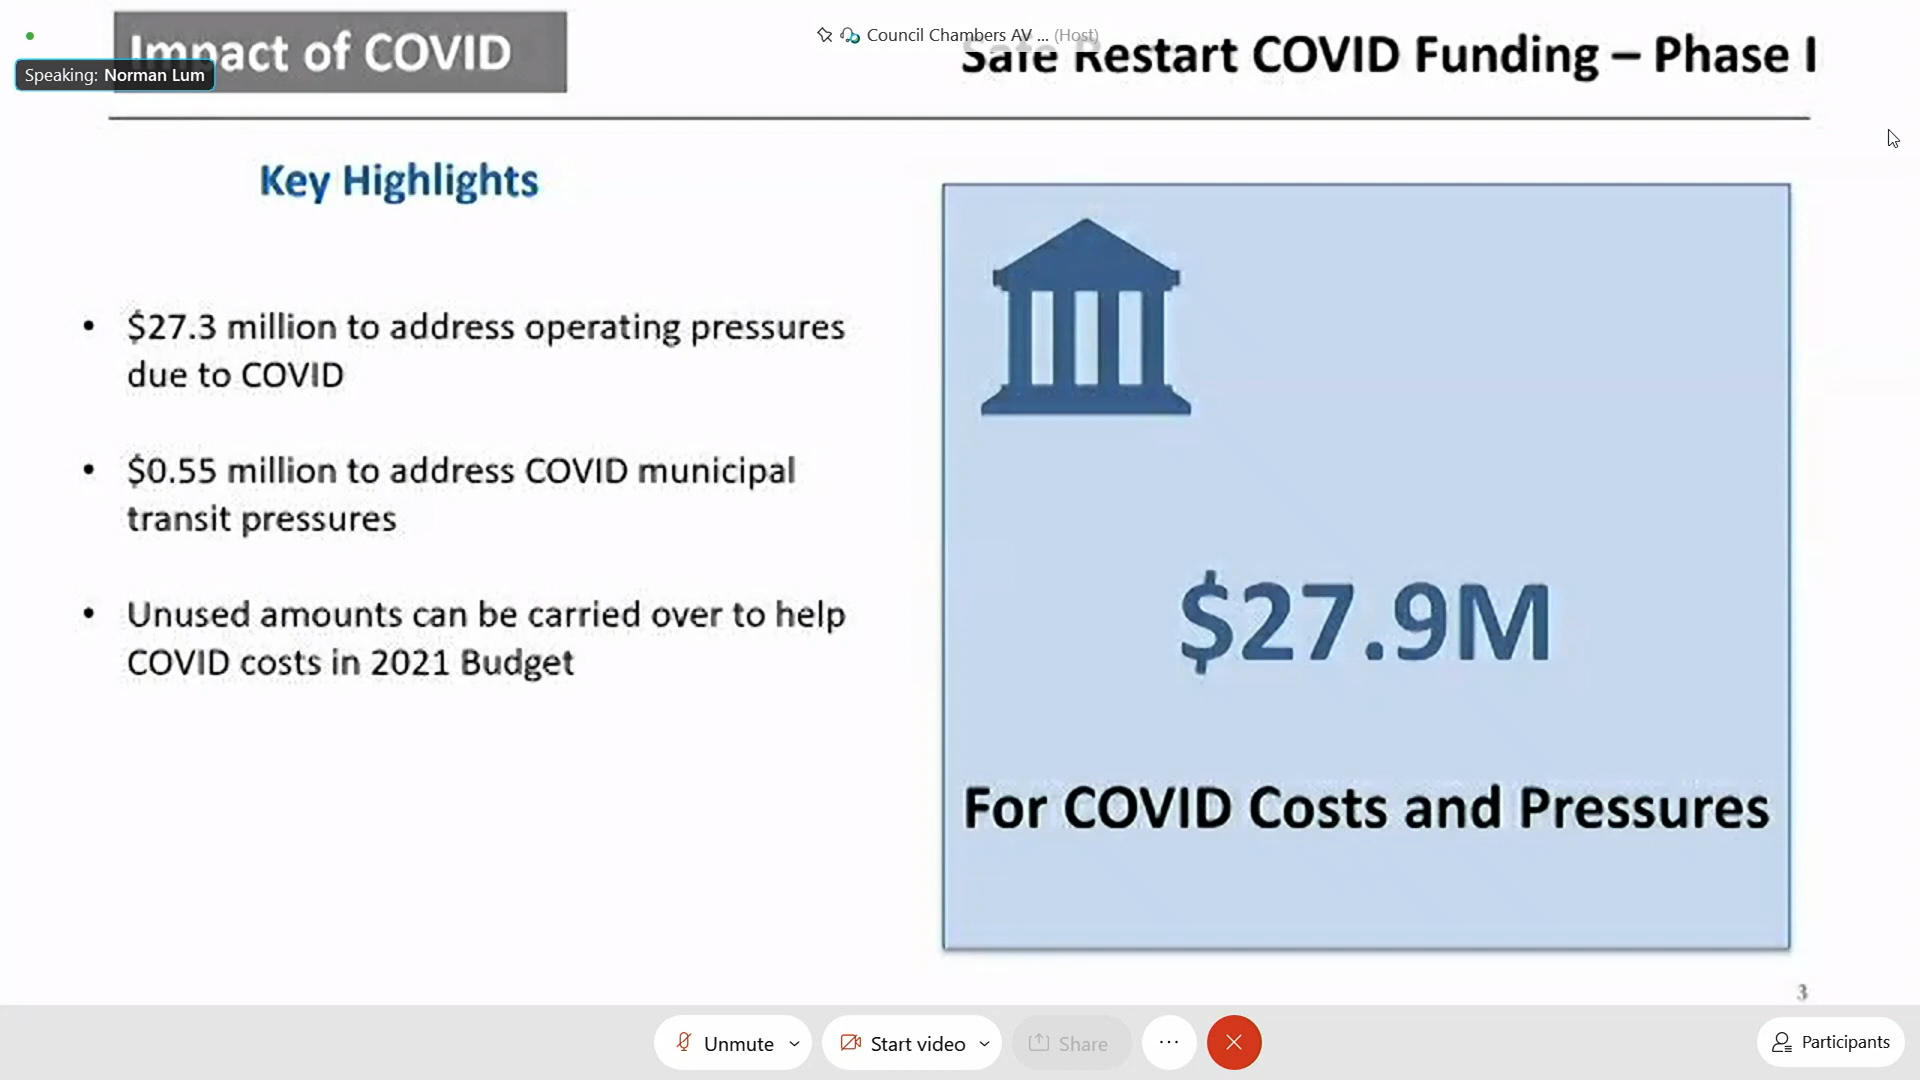 Impact of COVID
Council Chambers AV ... (Host)
Safe Restart COVID Funding – Phase I
Speaking: Norman Lum
Key Highlights
• $27.3 million to address operating pressures
due to COVID
• $0.55 million to address COVID municipal
transit pressures
• Unused amounts can be carried over to help
COVID costs in 2021 Budget
$27.9M
For COVID Costs and Pressures
3
Unmute
Start video
Share
Participants